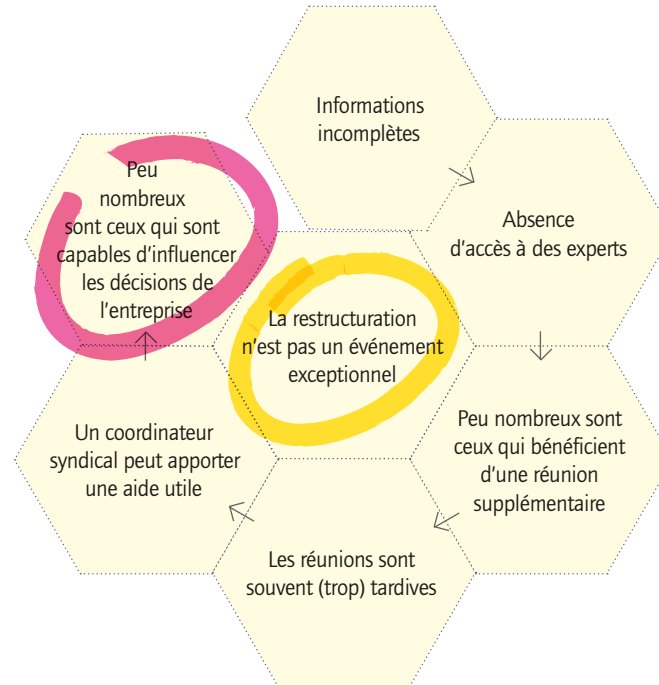 Informations
incomplètes
Absence
d'accès à des experts
Peu nombreux sont
ceux qui bénéficient
d'une réunion
supplémentaire
Les réunions sont
souvent (trop) tardives
Un coordinateur
syndical peut apporter
une aide utile
Peu
nombreux
sont ceux qui sont
capables d'influencer
les décisions de
l'entreprise
La restructuration
n'est pas un événement
exceptionnel